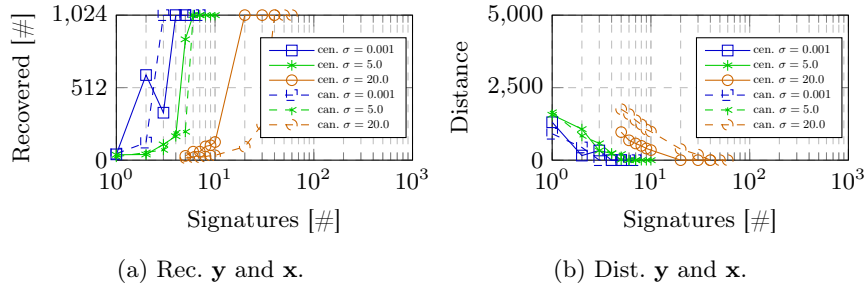 1,024
512
0
Recovered [#]
cen. σ = 0.001
cen. σ = 5.0
cen. σ = 20.0
can. σ = 0.001
can. σ = 5.0
can. σ = 20.0
10^0 10^1 10^2 10^3
Signatures [#]
(a) Rec. y and x.
5,000
2,500
0
Distance
cen. σ = 0.001
cen. σ = 5.0
cen. σ = 20.0
can. σ = 0.001
can. σ = 5.0
can. σ = 20.0
10^0 10^1 10^2 10^3
Signatures [#]
(b) Dist. y and x.